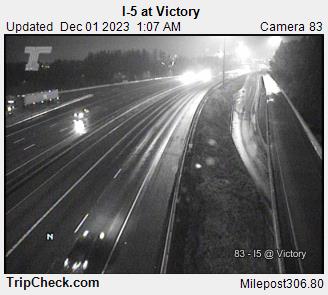 I-5 at Victory
Updated Dec 01 2023 1:07 AM Camera 83
T
N
83 - I5 @ Victory
TripCheck.com Milepost306.80